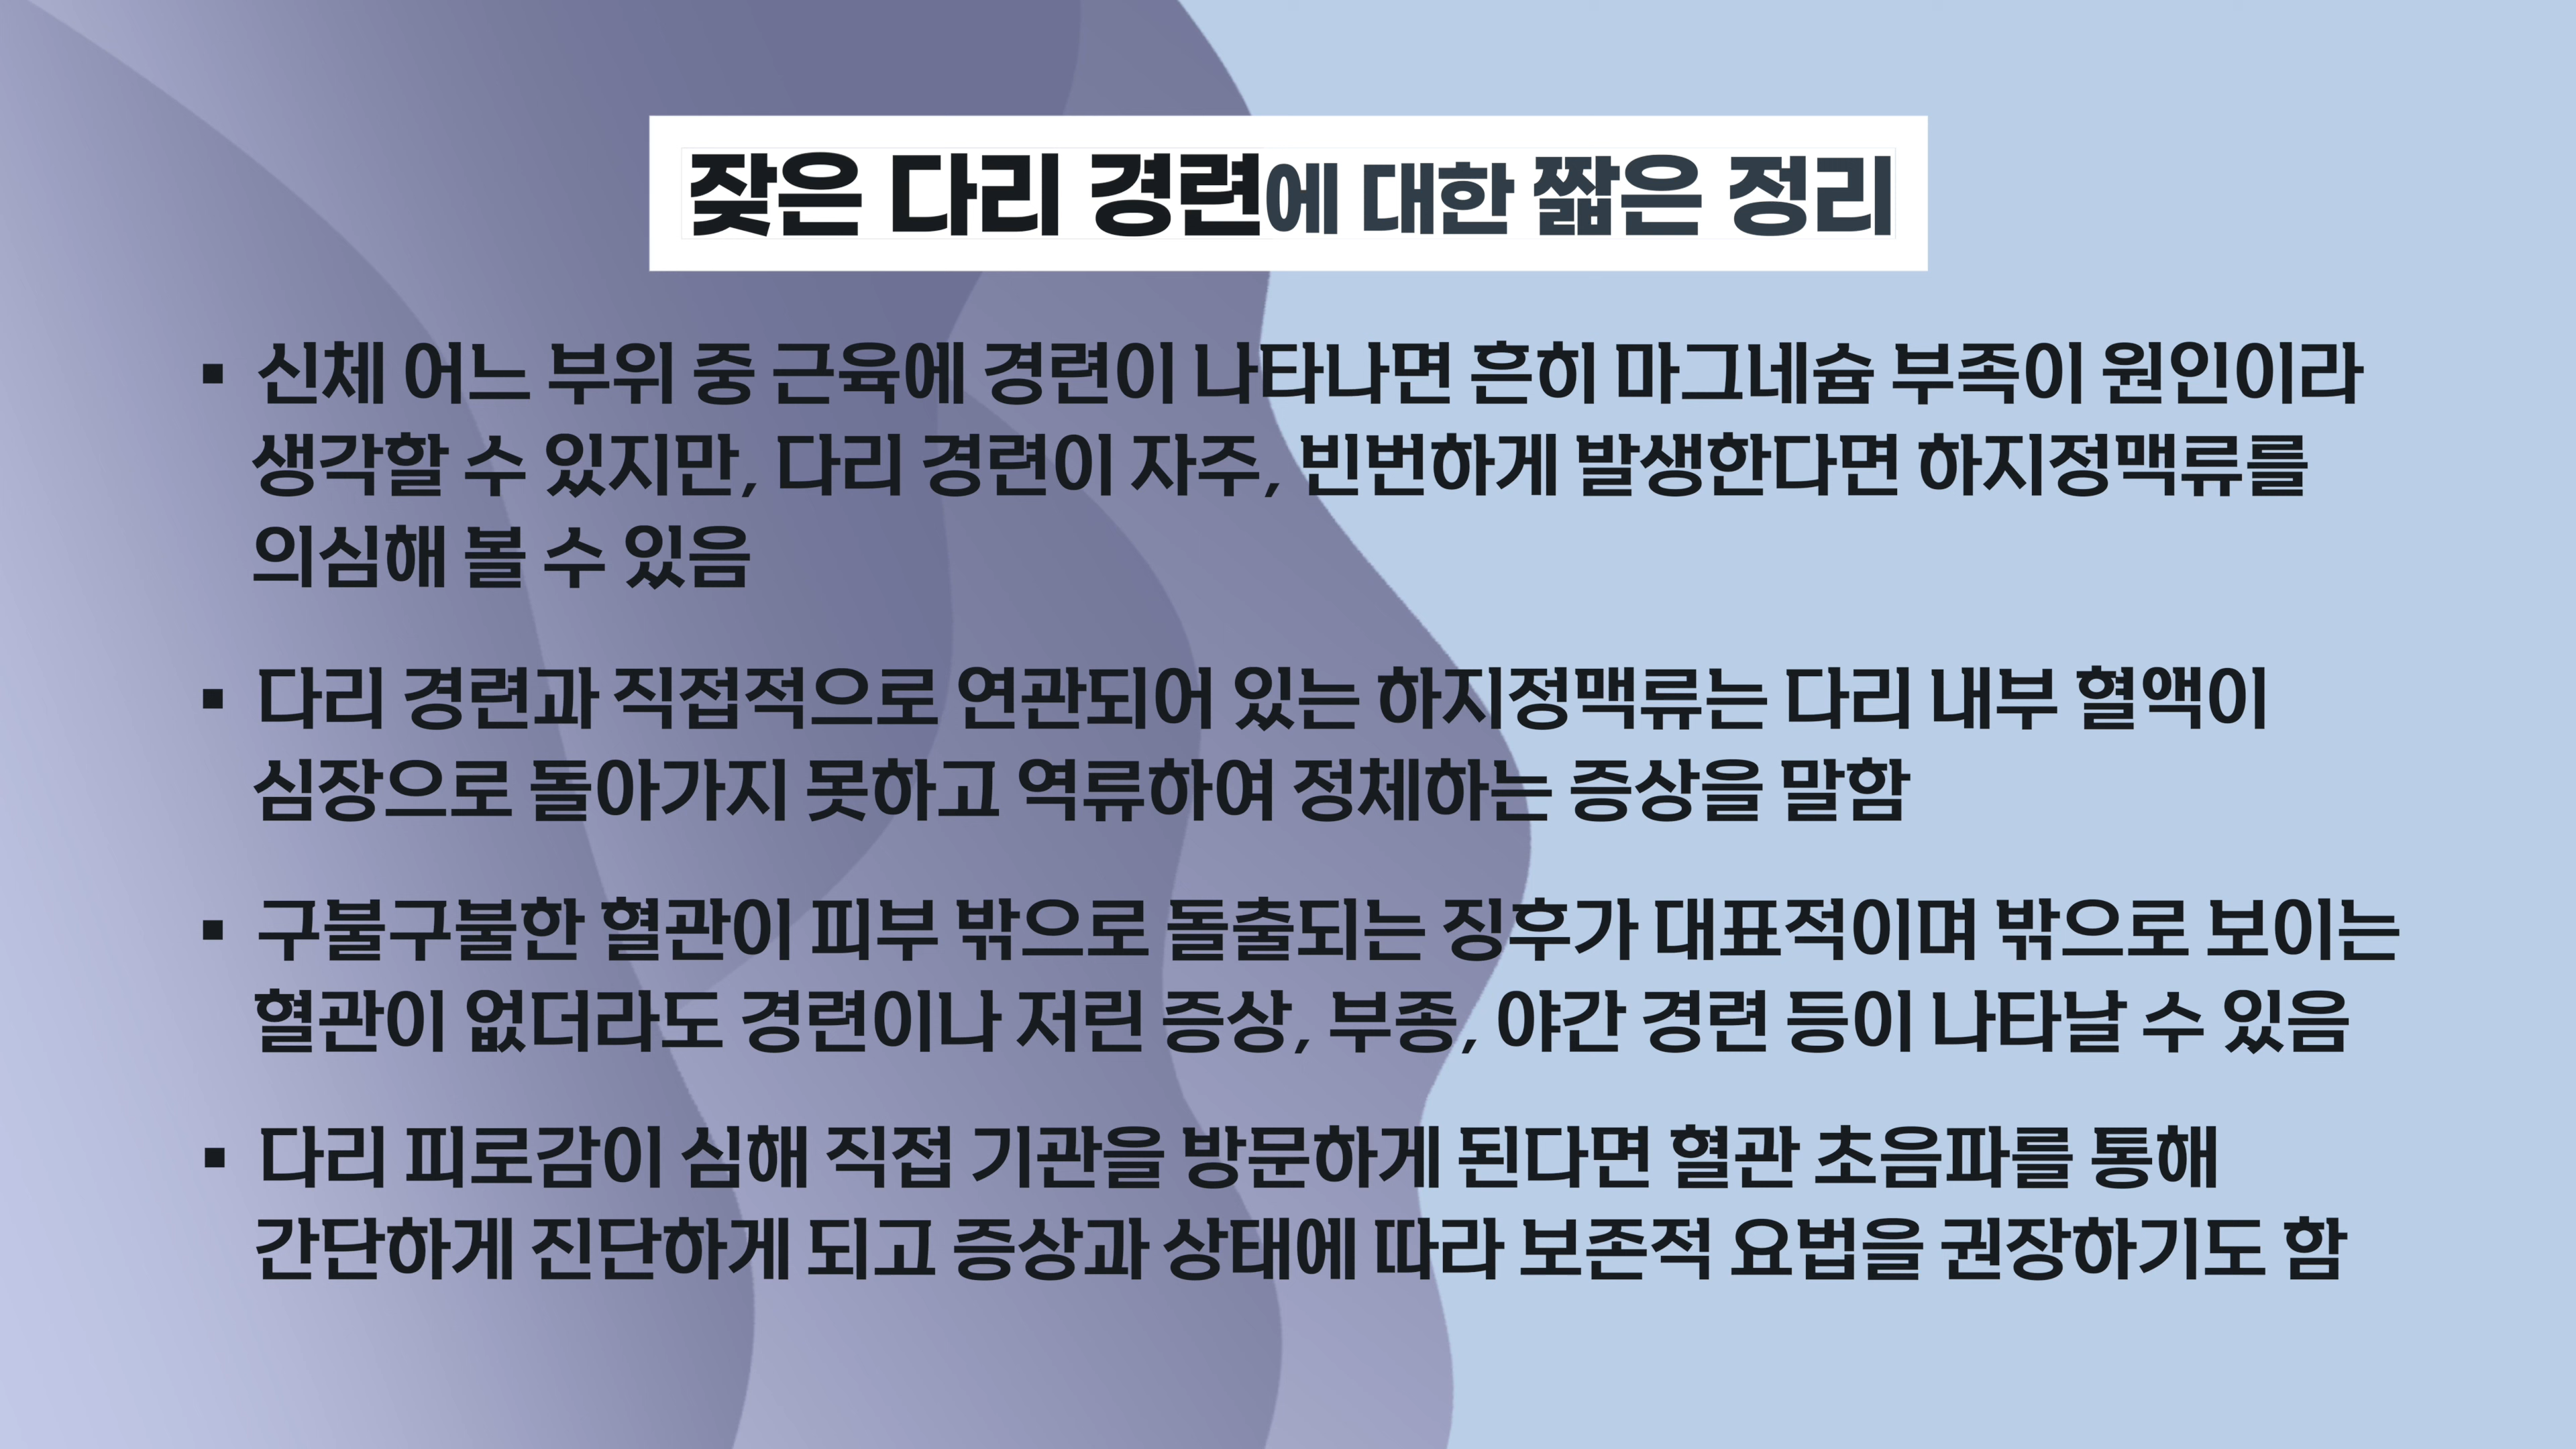 잦은 다리 경련에 대한 짧은 정리
▪ 신체 어느 부위 중 근육에 경련이 나타나면 흔히 마그네슘 부족이 원인이라
생각할 수 있지만, 다리 경련이 자주, 빈번하게 발생한다면 하지정맥류를
의심해 볼 수 있음
▪ 다리 경련과 직접적으로 연관되어 있는 하지정맥류는 다리 내부 혈액이
심장으로 돌아가지 못하고 역류하여 정체하는 증상을 말함
▪ 구불구불한 혈관이 피부 밖으로 돌출되는 징후가 대표적이며 밖으로 보이는
혈관이 없더라도 경련이나 저린 증상, 부종, 야간 경련 등이 나타날 수 있음
▪ 다리 피로감이 심해 직접 기관을 방문하게 된다면 혈관 초음파를 통해
간단하게 진단하게 되고 증상과 상태에 따라 보존적 요법을 권장하기도 함